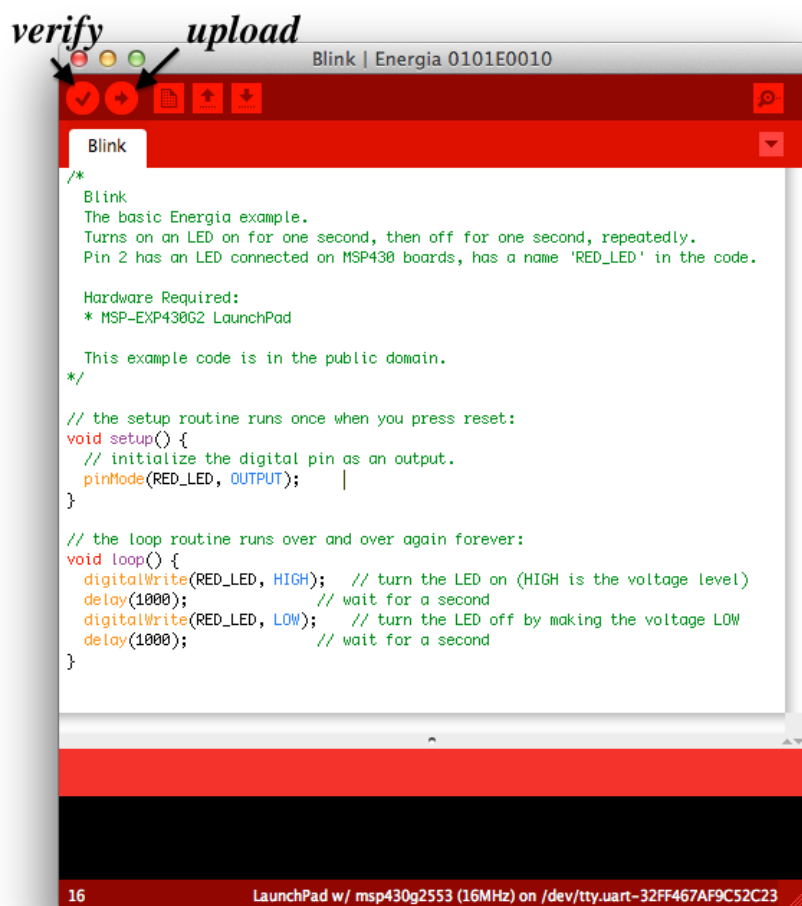 verify upload
Blink | Energia 0101E0010
Blink
/*
  Blink
  The basic Energia example.
  Turns on an LED on for one second, then off for one second, repeatedly.
  Pin 2 has an LED connected on MSP430 boards, has a name 'RED_LED' in the code.

  Hardware Required:
  * MSP-EXP430G2 LaunchPad

  This example code is in the public domain.
*/

// the setup routine runs once when you press reset:
void setup() {
  // initialize the digital pin as an output.
  pinMode(RED_LED, OUTPUT);
}

// the loop routine runs over and over again forever:
void loop() {
  digitalWrite(RED_LED, HIGH);   // turn the LED on (HIGH is the voltage level)
  delay(1000);               // wait for a second
  digitalWrite(RED_LED, LOW);    // turn the LED off by making the voltage LOW
  delay(1000);               // wait for a second
}
16 LaunchPad w/ msp430g2553 (16MHz) on /dev/tty.uart-32FF467AF9C52C23